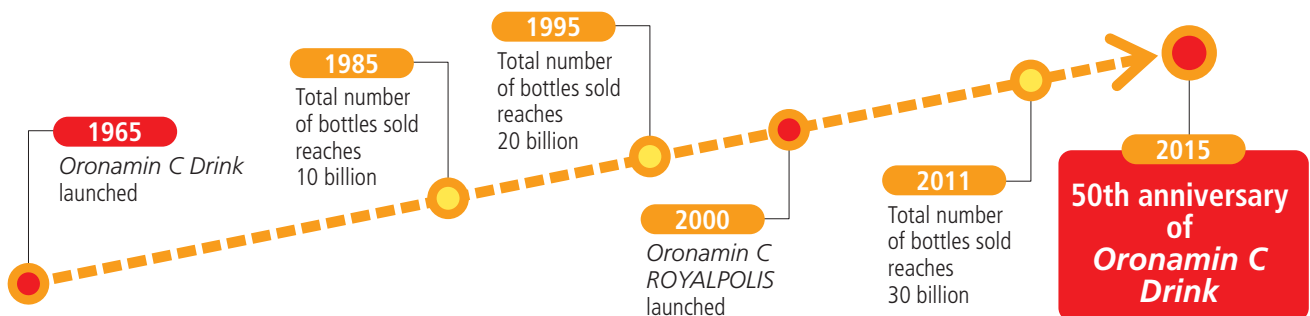 1965
Oronamin C Drink
launched
1985
Total number
of bottles sold
reaches
10 billion
1995
Total number
of bottles sold
reaches
20 billion
2000
Oronamin C
ROYALPOLIS
launched
2011
Total number
of bottles sold
reaches
30 billion
2015
50th anniversary
of
Oronamin C
Drink